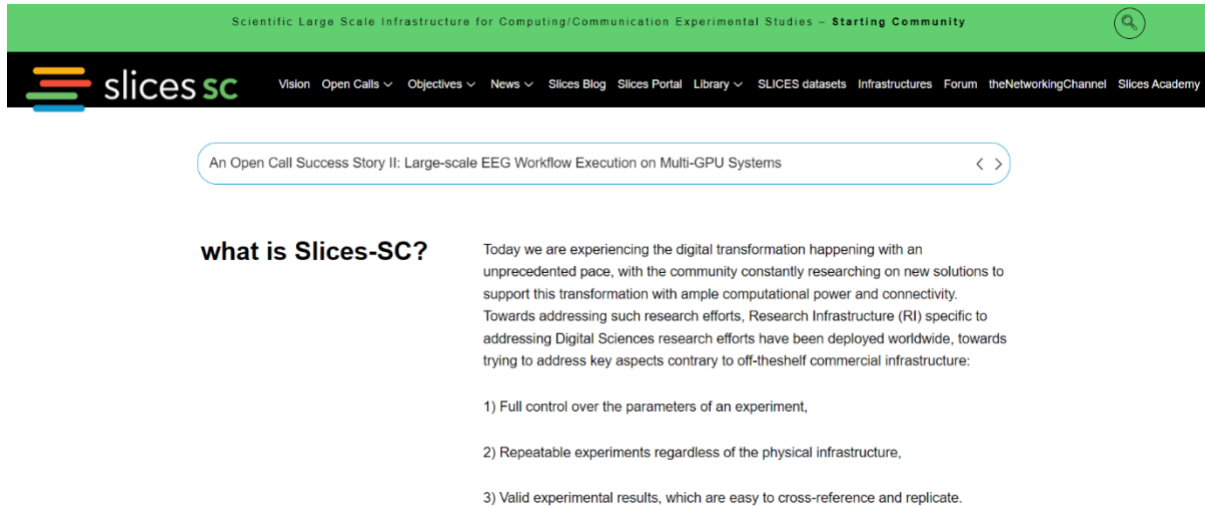 Scientific Large Scale Infrastructure for Computing/Communication Experimental Studies – Starting Community
slices sc
Vision Open Calls Objectives News Slices Blog Slices Portal Library SLICES datasets Infrastructures Forum theNetworkingChannel Slices Academy
An Open Call Success Story II: Large-scale EEG Workflow Execution on Multi-GPU Systems
what is Slices-SC?
Today we are experiencing the digital transformation happening with an
unprecedented pace, with the community constantly researching on new solutions to
support this transformation with ample computational power and connectivity.
Towards addressing such research efforts, Research Infrastructure (RI) specific to
addressing Digital Sciences research efforts have been deployed worldwide, towards
trying to address key aspects contrary to off-theshelf commercial infrastructure:
1) Full control over the parameters of an experiment,
2) Repeatable experiments regardless of the physical infrastructure,
3) Valid experimental results, which are easy to cross-reference and replicate.